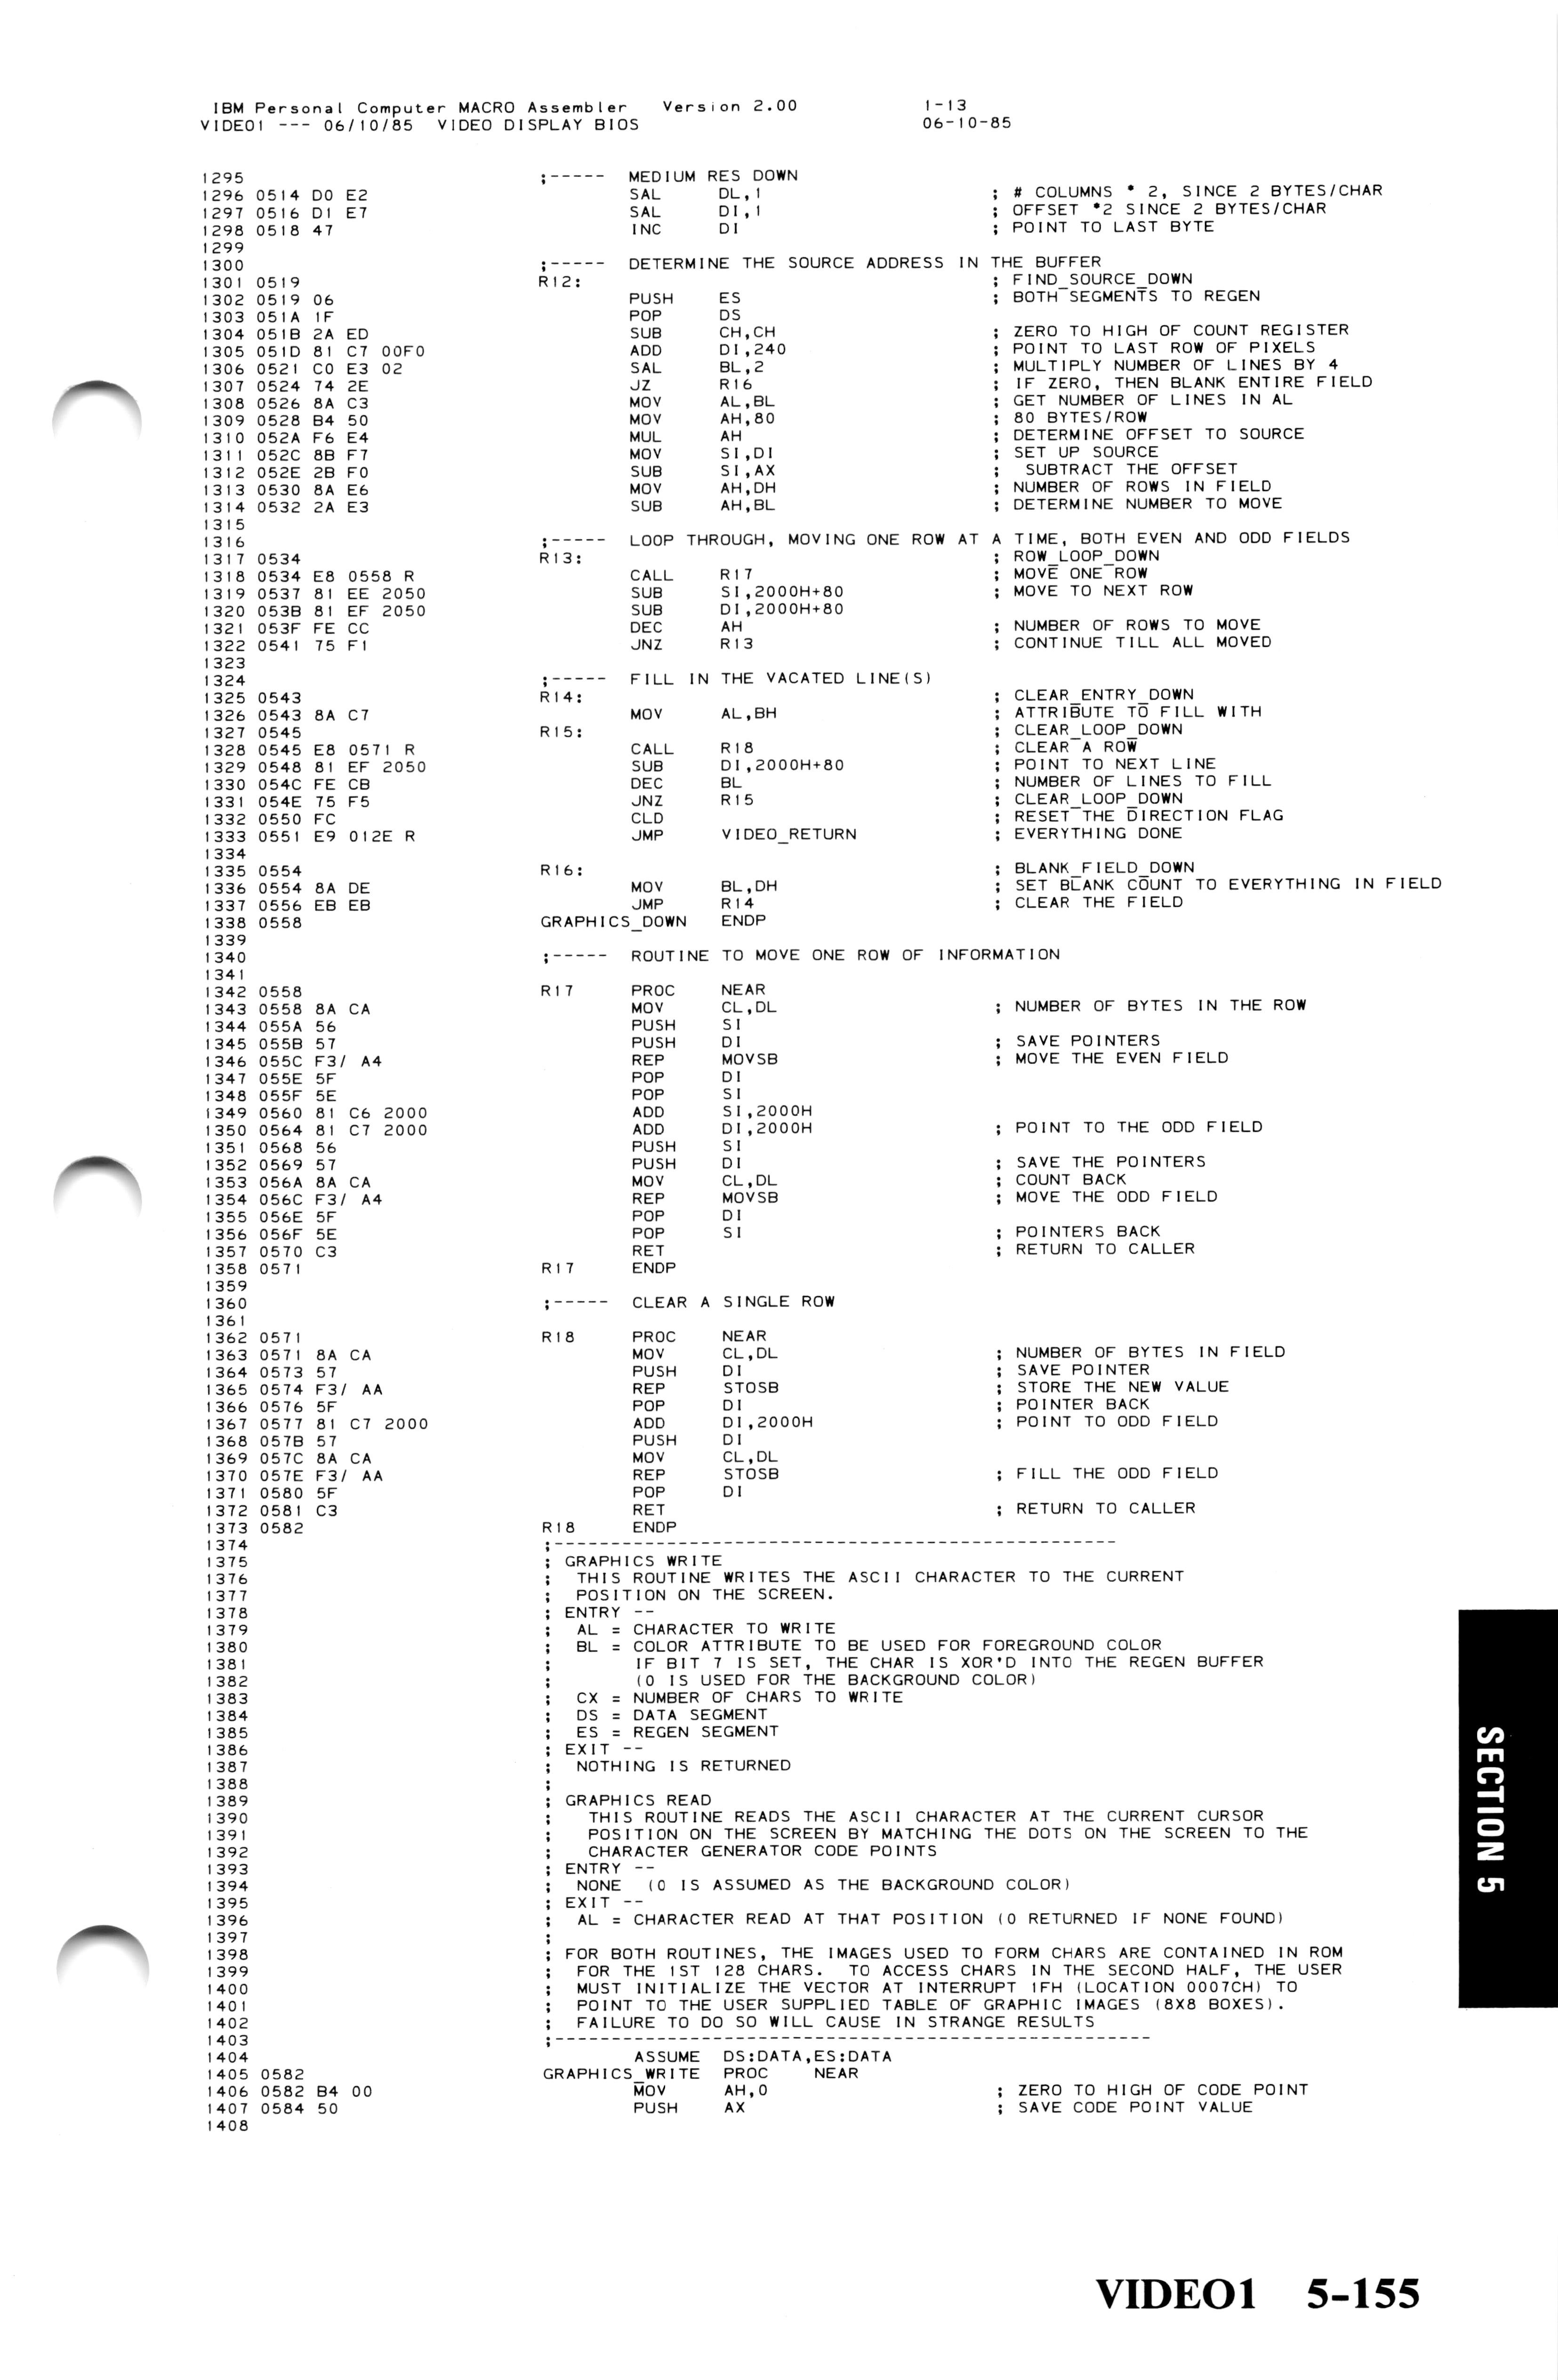 IBM Personal Computer MACRO Assembler   Version 2.00          1-13
VIDEO1 --- 06/10/85  VIDEO DISPLAY BIOS                       06-10-85
1295                          ;-----  MEDIUM RES DOWN
1296 0514 D0 E2                       SAL     DL,1                    ; # COLUMNS * 2, SINCE 2 BYTES/CHAR
1297 0516 D1 E7                       SAL     DI,1                    ; OFFSET *2 SINCE 2 BYTES/CHAR
1298 0518 47                          INC     DI                      ; POINT TO LAST BYTE
1299
1300                          ;-----  DETERMINE THE SOURCE ADDRESS IN THE BUFFER
1301 0519                     R12:                                    ; FIND_SOURCE_DOWN
1302 0519 06                          PUSH    ES                      ; BOTH SEGMENTS TO REGEN
1303 051A 1F                          POP     DS
1304 051B 2A ED                       SUB     CH,CH                   ; ZERO TO HIGH OF COUNT REGISTER
1305 051D 81 C7 00F0                  ADD     DI,240                  ; POINT TO LAST ROW OF PIXELS
1306 0521 C0 E3 02                    SAL     BL,2                    ; MULTIPLY NUMBER OF LINES BY 4
1307 0524 74 2E                       JZ      R16                     ; IF ZERO, THEN BLANK ENTIRE FIELD
1308 0526 8A C3                       MOV     AL,BL                   ; GET NUMBER OF LINES IN AL
1309 0528 B4 50                       MOV     AH,80                   ; 80 BYTES/ROW
1310 052A F6 E4                       MUL     AH                      ; DETERMINE OFFSET TO SOURCE
1311 052C 8B F7                       MOV     SI,DI                   ; SET UP SOURCE
1312 052E 2B F0                       SUB     SI,AX                   ;  SUBTRACT THE OFFSET
1313 0530 8A E6                       MOV     AH,DH                   ; NUMBER OF ROWS IN FIELD
1314 0532 2A E3                       SUB     AH,BL                   ; DETERMINE NUMBER TO MOVE
1315
1316                          ;-----  LOOP THROUGH, MOVING ONE ROW AT A TIME, BOTH EVEN AND ODD FIELDS
1317 0534                     R13:                                    ; ROW_LOOP_DOWN
1318 0534 E8 0558 R                   CALL    R17                     ; MOVE ONE ROW
1319 0537 81 EE 2050                  SUB     SI,2000H+80             ; MOVE TO NEXT ROW
1320 053B 81 EF 2050                  SUB     DI,2000H+80
1321 053F FE CC                       DEC     AH                      ; NUMBER OF ROWS TO MOVE
1322 0541 75 F1                       JNZ     R13                     ; CONTINUE TILL ALL MOVED
1323
1324                          ;-----  FILL IN THE VACATED LINE(S)
1325 0543                     R14:                                    ; CLEAR_ENTRY_DOWN
1326 0543 8A C7                       MOV     AL,BH                   ; ATTRIBUTE TO FILL WITH
1327 0545                     R15:                                    ; CLEAR_LOOP_DOWN
1328 0545 E8 0571 R                   CALL    R18                     ; CLEAR A ROW
1329 0548 81 EF 2050                  SUB     DI,2000H+80             ; POINT TO NEXT LINE
1330 054C FE CB                       DEC     BL                      ; NUMBER OF LINES TO FILL
1331 054E 75 F5                       JNZ     R15                     ; CLEAR_LOOP_DOWN
1332 0550 FC                          CLD                             ; RESET THE DIRECTION FLAG
1333 0551 E9 012E R                   JMP     VIDEO_RETURN            ; EVERYTHING DONE
1334
1335 0554                     R16:                                    ; BLANK_FIELD_DOWN
1336 0554 8A DE                       MOV     BL,DH                   ; SET BLANK COUNT TO EVERYTHING IN FIELD
1337 0556 EB EB                       JMP     R14                     ; CLEAR THE FIELD
1338 0558                     GRAPHICS_DOWN   ENDP
1339
1340                          ;-----  ROUTINE TO MOVE ONE ROW OF INFORMATION
1341
1342 0558                     R17     PROC    NEAR
1343 0558 8A CA                       MOV     CL,DL                   ; NUMBER OF BYTES IN THE ROW
1344 055A 56                          PUSH    SI
1345 055B 57                          PUSH    DI                      ; SAVE POINTERS
1346 055C F3/ A4                      REP     MOVSB                   ; MOVE THE EVEN FIELD
1347 055E 5F                          POP     DI
1348 055F 5E                          POP     SI
1349 0560 81 C6 2000                  ADD     SI,2000H
1350 0564 81 C7 2000                  ADD     DI,2000H                ; POINT TO THE ODD FIELD
1351 0568 56                          PUSH    SI
1352 0569 57                          PUSH    DI                      ; SAVE THE POINTERS
1353 056A 8A CA                       MOV     CL,DL                   ; COUNT BACK
1354 056C F3/ A4                      REP     MOVSB                   ; MOVE THE ODD FIELD
1355 056E 5F                          POP     DI
1356 056F 5E                          POP     SI                      ; POINTERS BACK
1357 0570 C3                          RET                             ; RETURN TO CALLER
1358 0571                     R17     ENDP
1359
1360                          ;-----  CLEAR A SINGLE ROW
1361
1362 0571                     R18     PROC    NEAR
1363 0571 8A CA                       MOV     CL,DL                   ; NUMBER OF BYTES IN FIELD
1364 0573 57                          PUSH    DI                      ; SAVE POINTER
1365 0574 F3/ AA                      REP     STOSB                   ; STORE THE NEW VALUE
1366 0576 5F                          POP     DI                      ; POINTER BACK
1367 0577 81 C7 2000                  ADD     DI,2000H                ; POINT TO ODD FIELD
1368 057B 57                          PUSH    DI
1369 057C 8A CA                       MOV     CL,DL
1370 057E F3/ AA                      REP     STOSB                   ; FILL THE ODD FIELD
1371 0580 5F                          POP     DI
1372 0581 C3                          RET                             ; RETURN TO CALLER
1373 0582                     R18     ENDP
1374                          ;--------------------------------------------------
1375                          ; GRAPHICS WRITE
1376                          ;  THIS ROUTINE WRITES THE ASCII CHARACTER TO THE CURRENT
1377                          ;  POSITION ON THE SCREEN.
1378                          ; ENTRY --
1379                          ;  AL = CHARACTER TO WRITE
1380                          ;  BL = COLOR ATTRIBUTE TO BE USED FOR FOREGROUND COLOR
1381                          ;       IF BIT 7 IS SET, THE CHAR IS XOR'D INTO THE REGEN BUFFER
1382                          ;       (0 IS USED FOR THE BACKGROUND COLOR)
1383                          ;  CX = NUMBER OF CHARS TO WRITE
1384                          ;  DS = DATA SEGMENT
1385                          ;  ES = REGEN SEGMENT
1386                          ; EXIT --
1387                          ;  NOTHING IS RETURNED
1388                          ;
1389                          ; GRAPHICS READ
1390                          ;   THIS ROUTINE READS THE ASCII CHARACTER AT THE CURRENT CURSOR
1391                          ;   POSITION ON THE SCREEN BY MATCHING THE DOTS ON THE SCREEN TO THE
1392                          ;   CHARACTER GENERATOR CODE POINTS
1393                          ; ENTRY --
1394                          ;  NONE  (0 IS ASSUMED AS THE BACKGROUND COLOR)
1395                          ; EXIT --
1396                          ;  AL = CHARACTER READ AT THAT POSITION (0 RETURNED IF NONE FOUND)
1397                          ;
1398                          ; FOR BOTH ROUTINES, THE IMAGES USED TO FORM CHARS ARE CONTAINED IN ROM
1399                          ;  FOR THE 1ST 128 CHARS.  TO ACCESS CHARS IN THE SECOND HALF, THE USER
1400                          ;  MUST INITIALIZE THE VECTOR AT INTERRUPT 1FH (LOCATION 0007CH) TO
1401                          ;  POINT TO THE USER SUPPLIED TABLE OF GRAPHIC IMAGES (8X8 BOXES).
1402                          ;  FAILURE TO DO SO WILL CAUSE IN STRANGE RESULTS
1403                          ;-----------------------------------------------------
1404                                  ASSUME  DS:DATA,ES:DATA
1405 0582                     GRAPHICS_WRITE  PROC    NEAR
1406 0582 B4 00                       MOV     AH,0                    ; ZERO TO HIGH OF CODE POINT
1407 0584 50                          PUSH    AX                      ; SAVE CODE POINT VALUE
1408
SECTION 5
VIDEO1   5-155